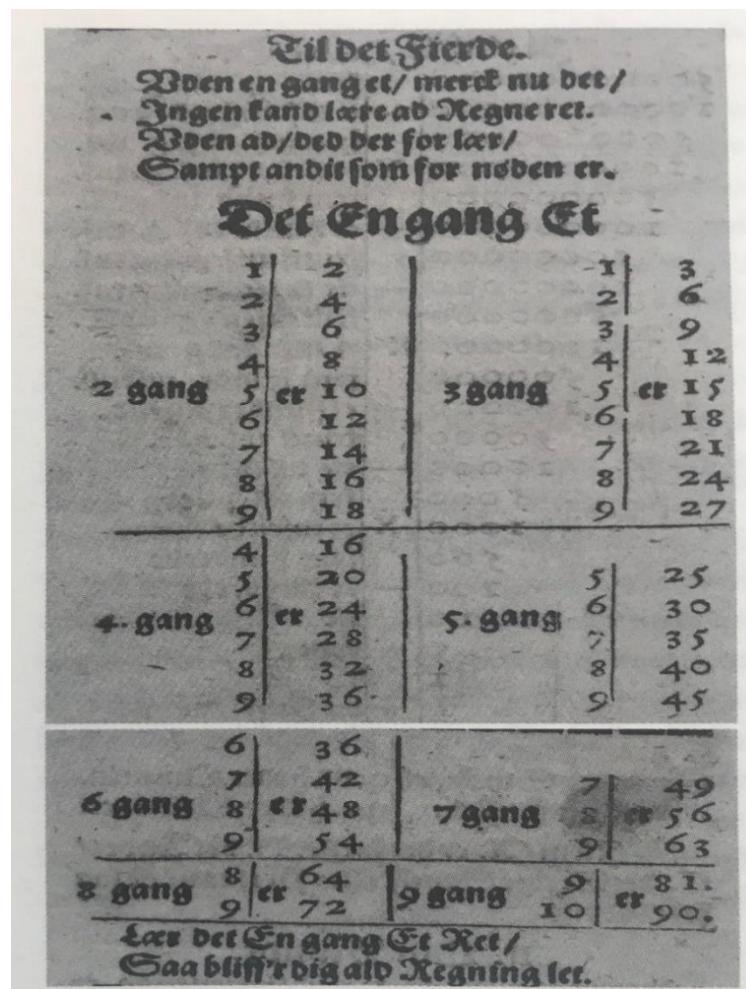 Til det Fierde.
Vden en gang et/ merck nu det/
Ingen kand lære ad Regne ret.
Vden ad/ded der for lær/
Sampt andit som for nøden er.
Det En gang Et
1 2 1 3
2 4 2 6
3 6 3 9
4 8 4 12
2 gang 5 er 10 3 gang 5 er 15
6 12 6 18
7 14 7 21
8 16 8 24
9 18 9 27
4 16
5 20 5 25
4. gang 6 er 24 5. gang 6 30
7 28 7 35
8 32 8 40
9 36 9 45
6 36
7 42 7 49
6 gang 8 er 48 7 gang 8 er 56
9 54 9 63
8 gang 8 er 64 9 gang 9 er 81.
9 72 10 90.
Lær det En gang Et Ret/
Saa bliff'r dig ald Regning let.